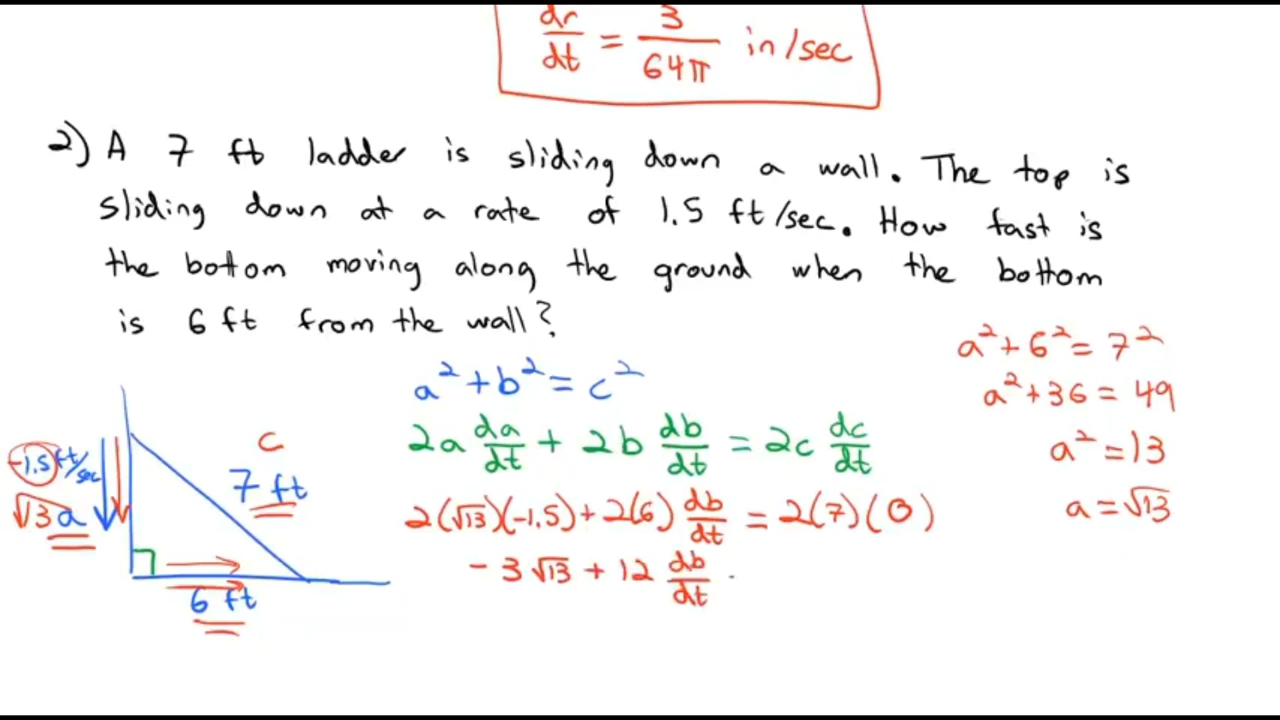 dr/dt = 3/64π in/sec
2) A 7 ft ladder is sliding down a wall. The top is
sliding down at a rate of 1.5 ft/sec. How fast is
the bottom moving along the ground when the bottom
is 6 ft from the wall?
a² + b² = c²
2a da/dt + 2b db/dt = 2c dc/dt
2(√13)(-1.5) + 2(6) db/dt = 2(7)(0)
-3√13 + 12 db/dt
a² + 6² = 7²
a² + 36 = 49
a² = 13
a = √13
-1.5 ft/sec
√13 a
c
7 ft
6 ft